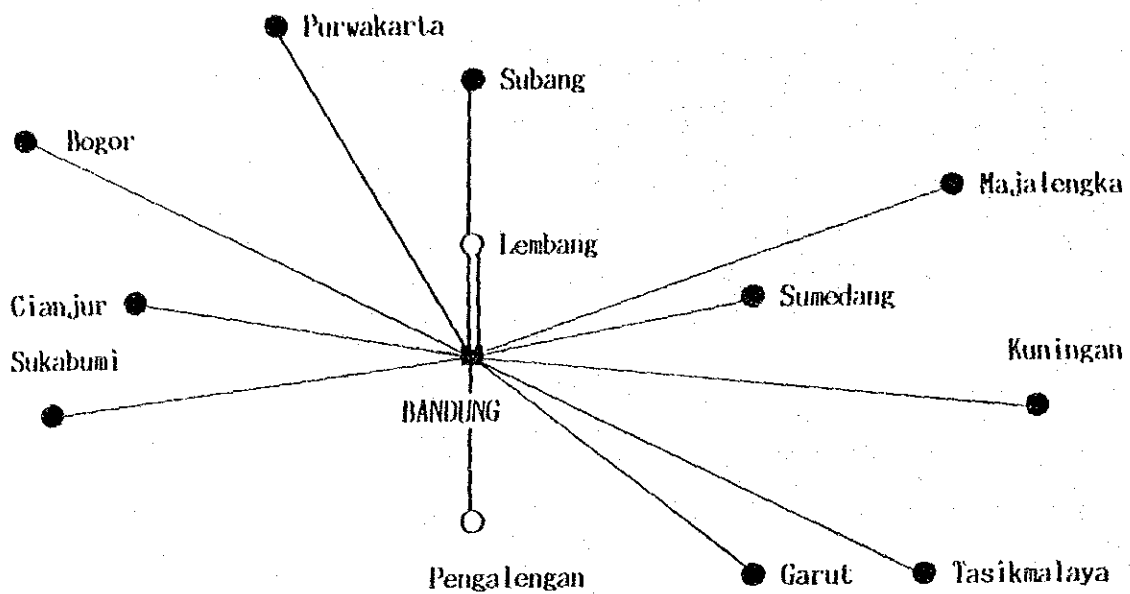 Purwakarta
Subang
Bogor
Majalengka
Lembang
Cianjur
Sumedang
Sukabumi
Kuningan
BANDUNG
Pengalengan
Garut
Tasikmalaya